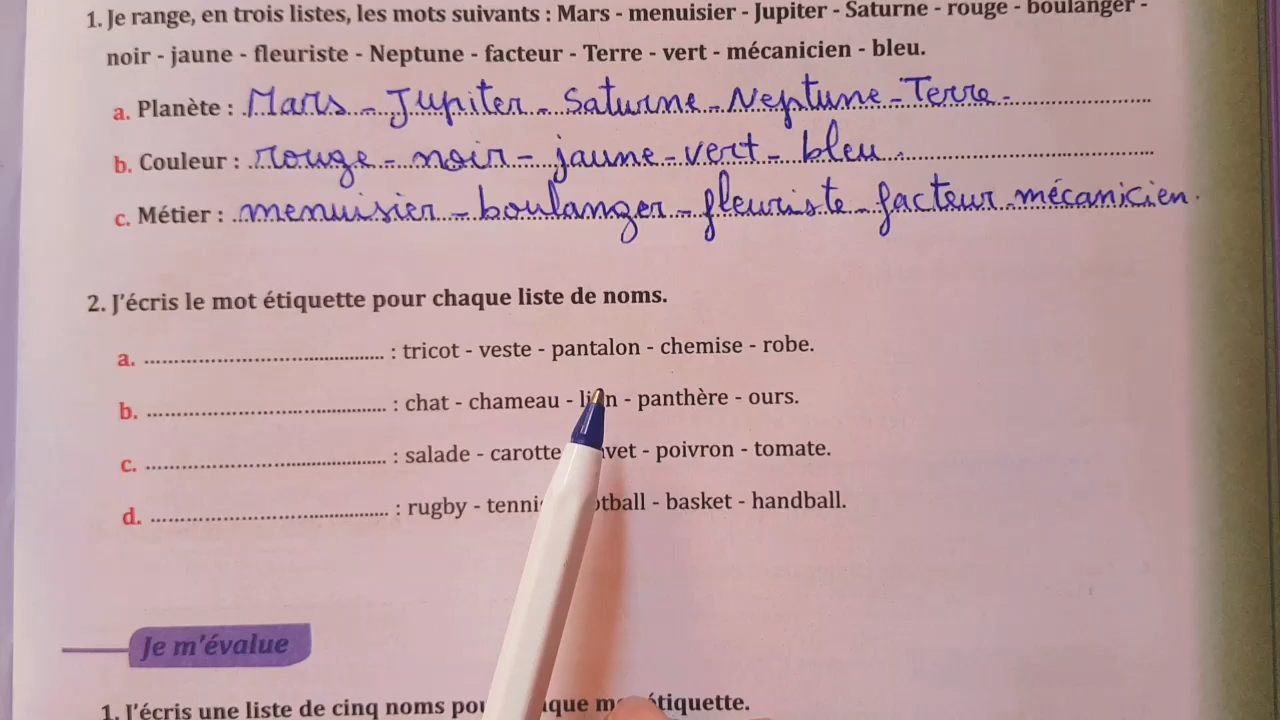 1. Je range, en trois listes, les mots suivants : Mars - menuisier - Jupiter - Saturne - rouge - boulanger -
noir - jaune - fleuriste - Neptune - facteur - Terre - vert - mécanicien - bleu.
a. Planète : Mars - Jupiter - Saturne - Neptune - Terre.
b. Couleur : rouge - noir - jaune - vert - bleu.
c. Métier : menuisier - boulanger - fleuriste - facteur - mécanicien.
2. J'écris le mot étiquette pour chaque liste de noms.
a. .......................................... : tricot - veste - pantalon - chemise - robe.
b. .......................................... : chat - chameau - - panthère - ours.
c. .......................................... : salade - carotte - poivron - tomate.
d. .......................................... : rugby - - basket - handball.
Je m'évalue
1. J'écris une liste de cinq noms étiquette.